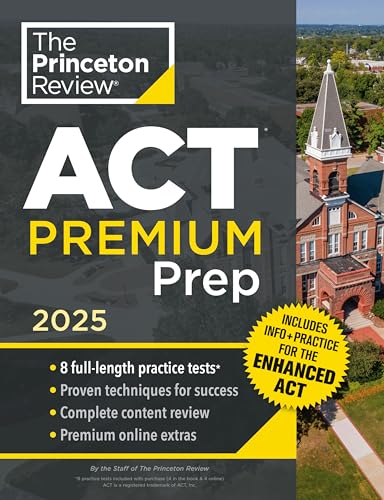 The
Princeton
Review®
ACT®
PREMIUM
Prep
2025
INCLUDES
INFO+PRACTICE
FOR THE
ENHANCED
ACT
• 8 full-length practice tests*
• Proven techniques for success
• Complete content review
• Premium online extras
By the Staff of The Princeton Review
*8 practice tests included with purchase (4 in the book & 4 online)
ACT is a registered trademark of ACT, Inc.